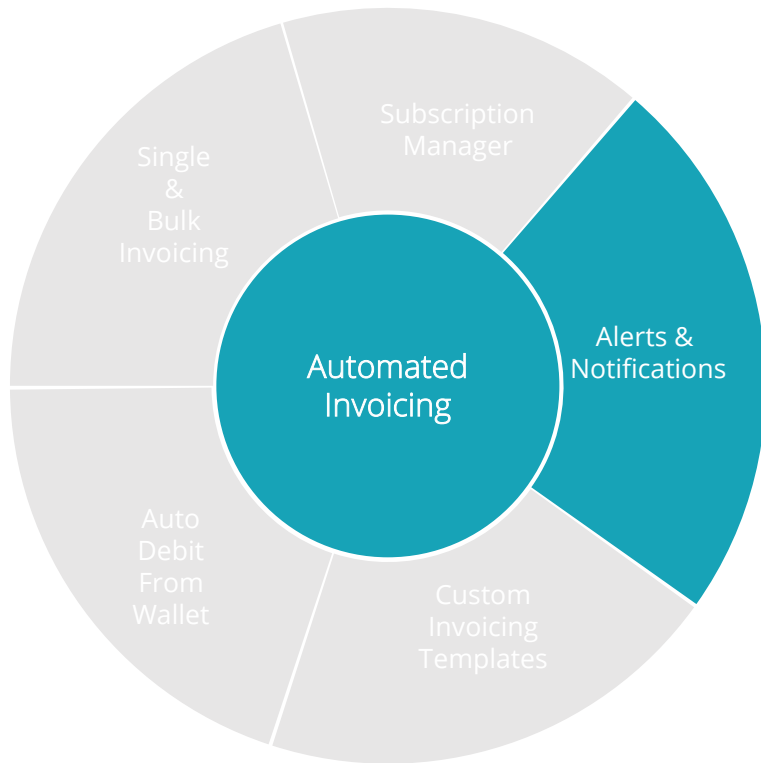 Subscription
Manager
Single
&
Bulk
Invoicing
Alerts &
Notifications
Automated
Invoicing
Auto
Debit
From
Wallet
Custom
Invoicing
Templates